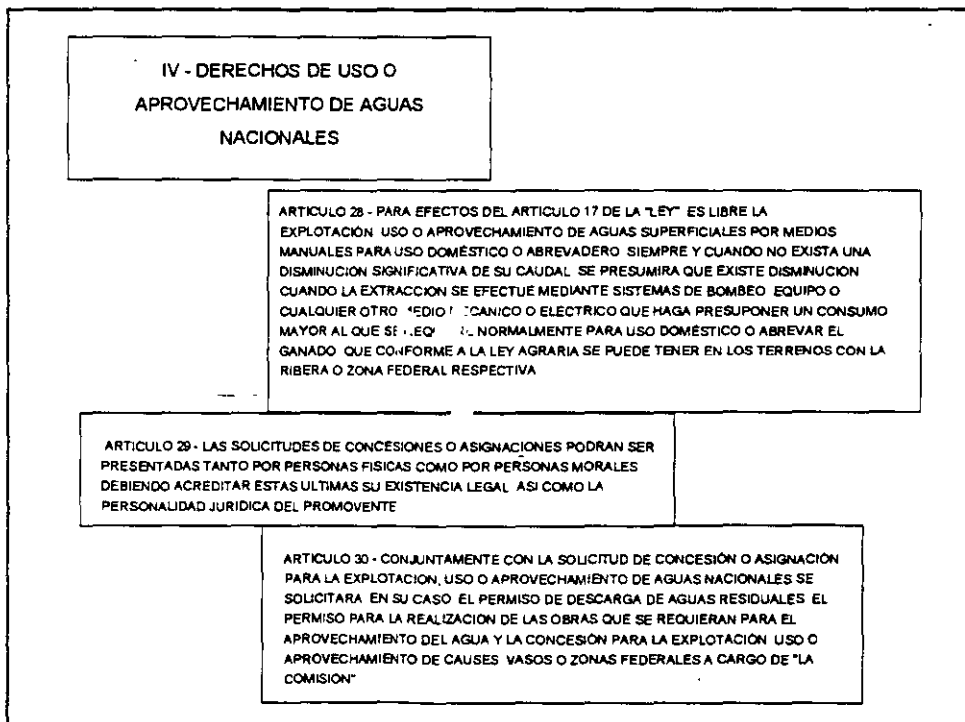 IV - DERECHOS DE USO O
APROVECHAMIENTO DE AGUAS
NACIONALES
ARTICULO 28 - PARA EFECTOS DEL ARTICULO 17 DE LA "LEY" ES LIBRE LA
EXPLOTACIÓN USO O APROVECHAMIENTO DE AGUAS SUPERFICIALES POR MEDIOS
MANUALES PARA USO DOMÉSTICO O ABREVADERO SIEMPRE Y CUANDO NO EXISTA UNA
DISMINUCION SIGNIFICATIVA DE SU CAUDAL SE PRESUMIRA QUE EXISTE DISMINUCIÓN
CUANDO LA EXTRACCION SE EFECTUE MEDIANTE SISTEMAS DE BOMBEO EQUIPO O
CUALQUIER OTRO O ELECTRICO QUE HAGA PRESUPONER UN CONSUMO
MAYOR AL QUE SE NORMALMENTE PARA USO DOMÉSTICO O ABREVAR EL
GANADO QUE CONFORME A LA LEY AGRARIA SE PUEDE TENER EN LOS TERRENOS CON LA
RIBERA O ZONA FEDERAL RESPECTIVA
ARTICULO 29 - LAS SOLICITUDES DE CONCESIONES O ASIGNACIONES PODRAN SER
PRESENTADAS TANTO POR PERSONAS FISICAS COMO POR PERSONAS MORALES
DEBIENDO ACREDITAR ESTAS ULTIMAS SU EXISTENCIA LEGAL ASI COMO LA
PERSONALIDAD JURIDICA DEL PROMOVENTE
ARTICULO 30 - CONJUNTAMENTE CON LA SOLICITUD DE CONCESIÓN O ASIGNACIÓN
PARA LA EXPLOTACION, USO O APROVECHAMIENTO DE AGUAS NACIONALES SE
SOLICITARA EN SU CASO EL PERMISO DE DESCARGA DE AGUAS RESIDUALES EL
PERMISO PARA LA REALIZACION DE LAS OBRAS QUE SE REQUIERAN PARA EL
APROVECHAMIENTO DEL AGUA Y LA CONCESIÓN PARA LA EXPLOTACIÓN USO O
APROVECHAMIENTO DE CAUSES VASOS O ZONAS FEDERALES A CARGO DE "LA
COMISION"